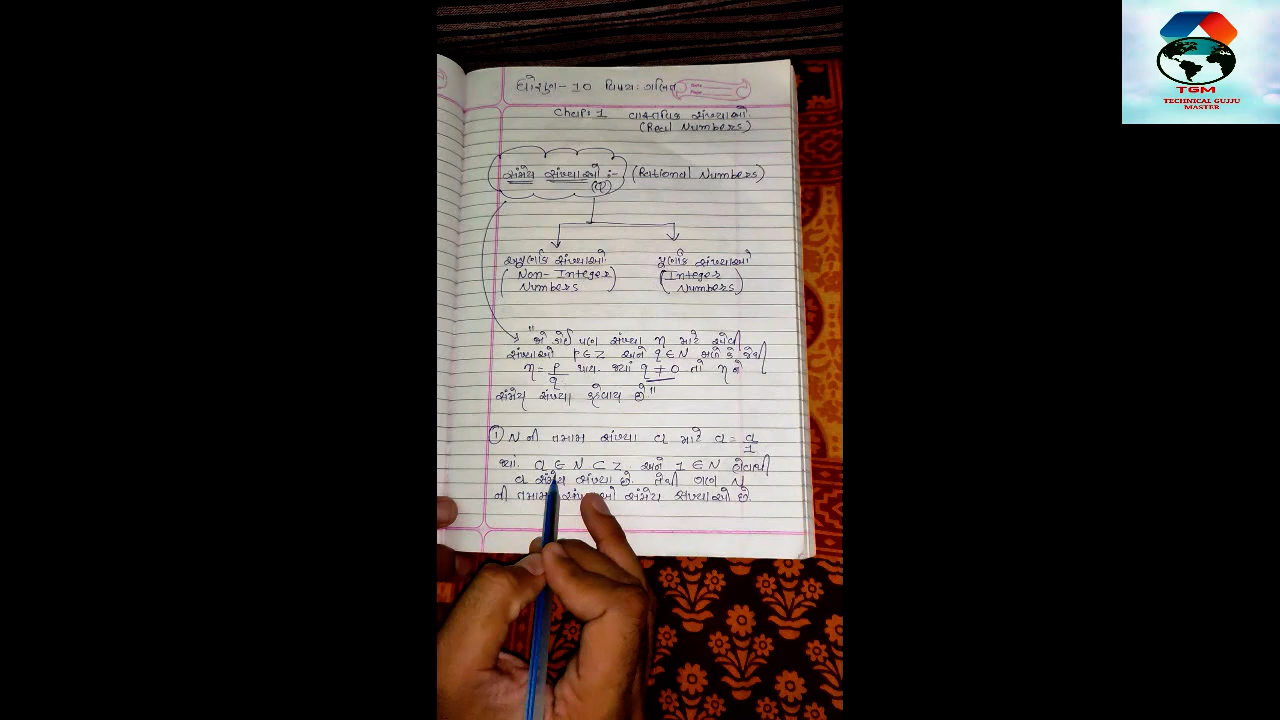 ધોરણ - 10 વિષય: ગણિત
Chap: 1 વાસ્તવિક સંખ્યાઓ.
(Real Numbers)
સંમેય સંખ્યાઓ :- (Rational Numbers)
અપૂર્ણાંક સંખ્યાઓ પૂર્ણાંક સંખ્યાઓ
(Non-Integer Numbers) (Integer Numbers)
"જો કોઈ પણ સંખ્યા n માટે એવી
સંખ્યાઓ p ∈ Z અને q ∈ N મળે કે જેથી
n = p/q થાય. જ્યાં q ≠ 0 તો n ને
સંમેય સંખ્યા કહેવાય છે"
① N ની તમામ સંખ્યા a માટે a = a/1
જ્યાં. a ∈ N ⊂ Z અને 1 ∈ N હોવાથી
a સંમેય સંખ્યા છે. તેથી ગણ N
ની તમામ સંખ્યાઓ સંમેય સંખ્યાઓ છે
TGM
TECHNICAL GUJJU
MASTER